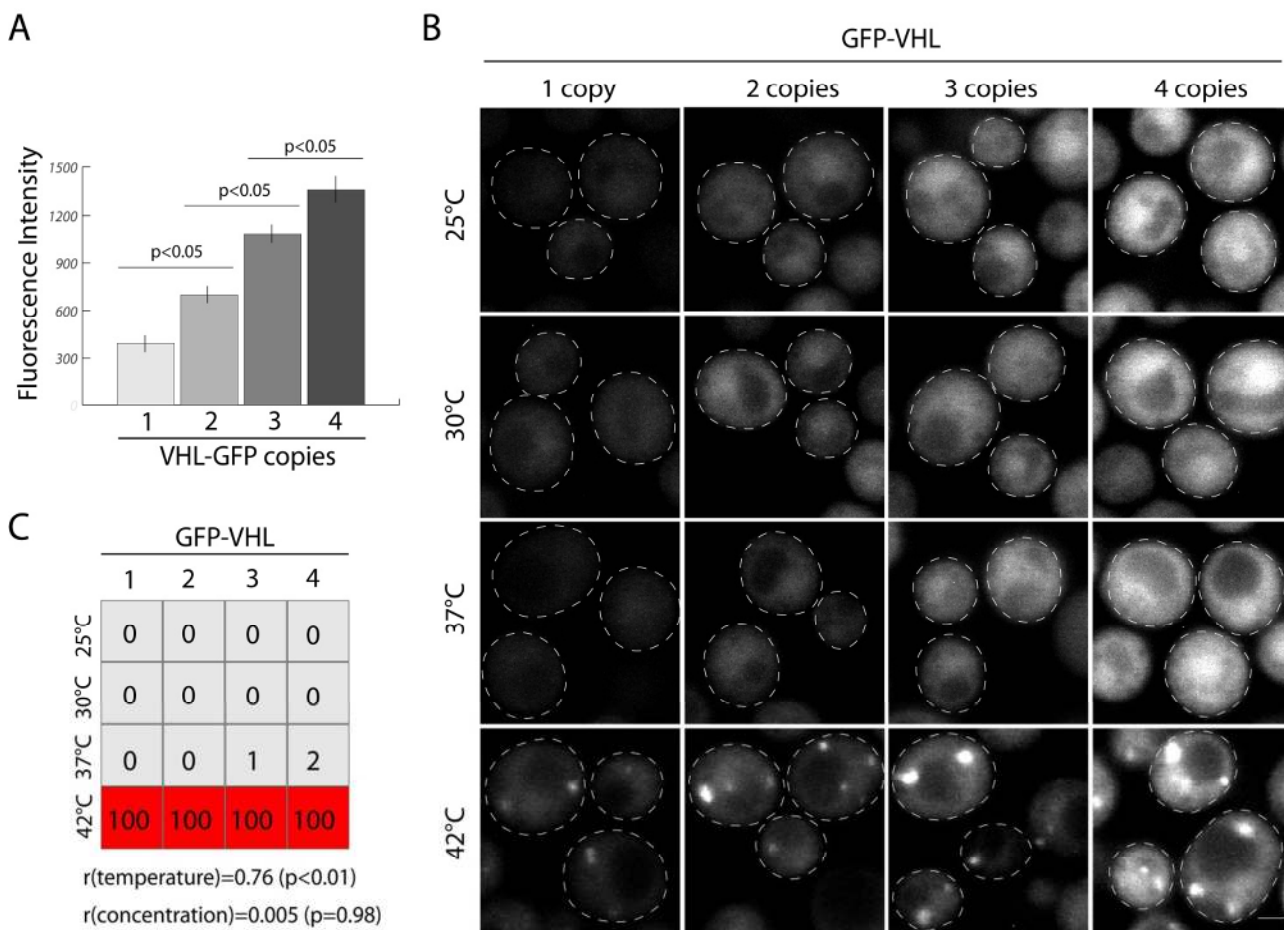 A
Fluorescence Intensity
1500
1200
900
600
300
0
p<0.05
p<0.05
p<0.05
1 2 3 4
VHL-GFP copies
B
GFP-VHL
1 copy 2 copies 3 copies 4 copies
25°C
30°C
37°C
42°C
C
GFP-VHL
1 2 3 4
25°C 0 0 0 0
30°C 0 0 0 0
37°C 0 0 1 2
42°C 100 100 100 100
r(temperature)=0.76 (p<0.01)
r(concentration)=0.005 (p=0.98)